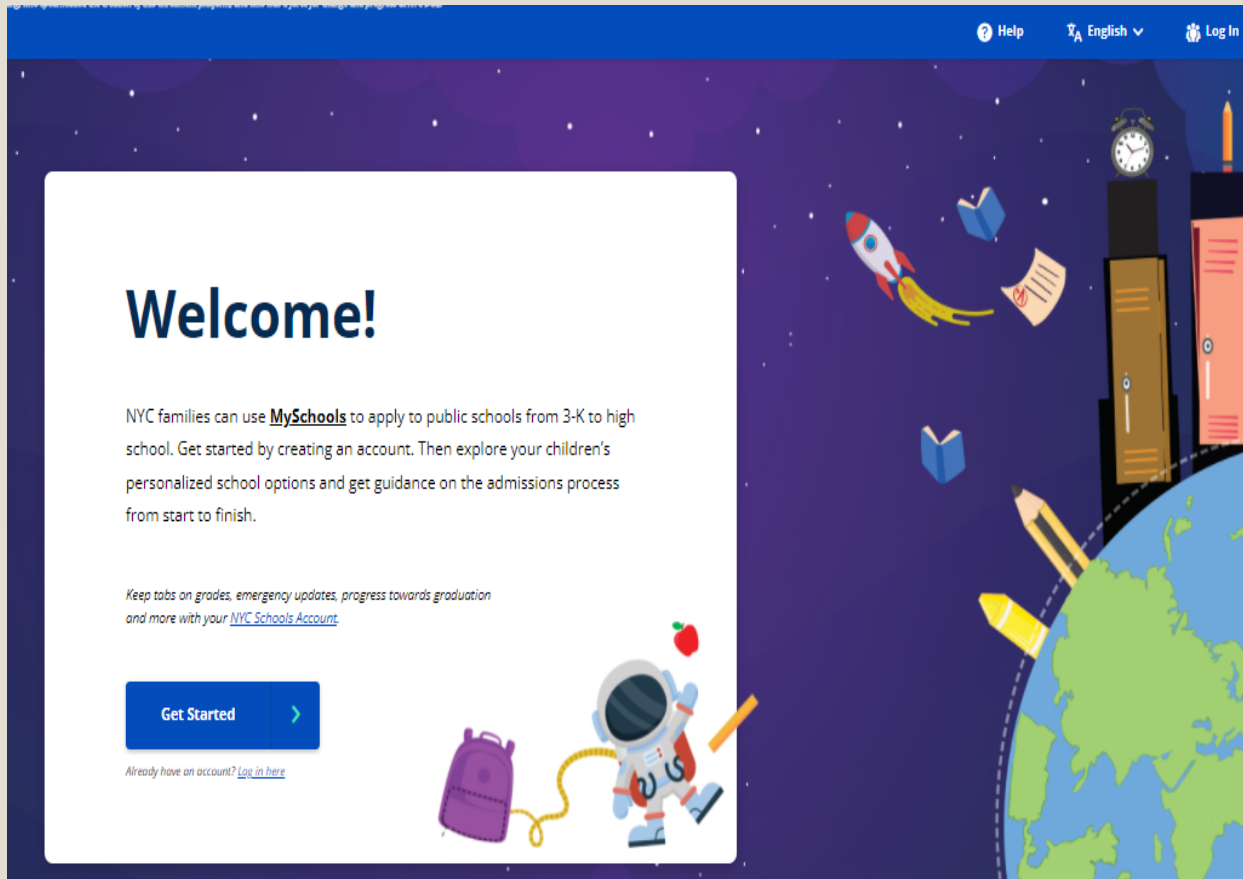 Help
English
Log In
Welcome!
NYC families can use MySchools to apply to public schools from 3-K to high
school. Get started by creating an account. Then explore your children's
personalized school options and get guidance on the admissions process
from start to finish.
Keep tabs on grades, emergency updates, progress towards graduation
and more with your NYC Schools Account.
Get Started
Already have an account? Log in here